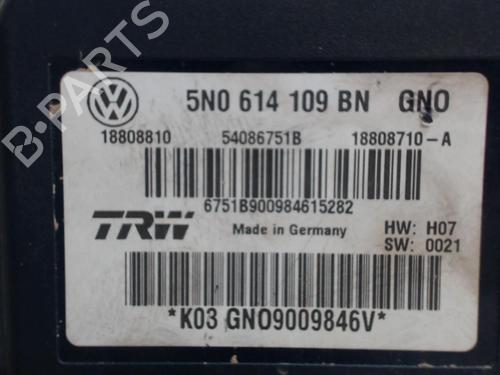 B-PARTS
5N0 614 109 BN GNO
18808810 54086751B 18808710-A
6751B900984615282
TRW Made in Germany HW: H07
SW: 0021
*K03 GNO9009846V*